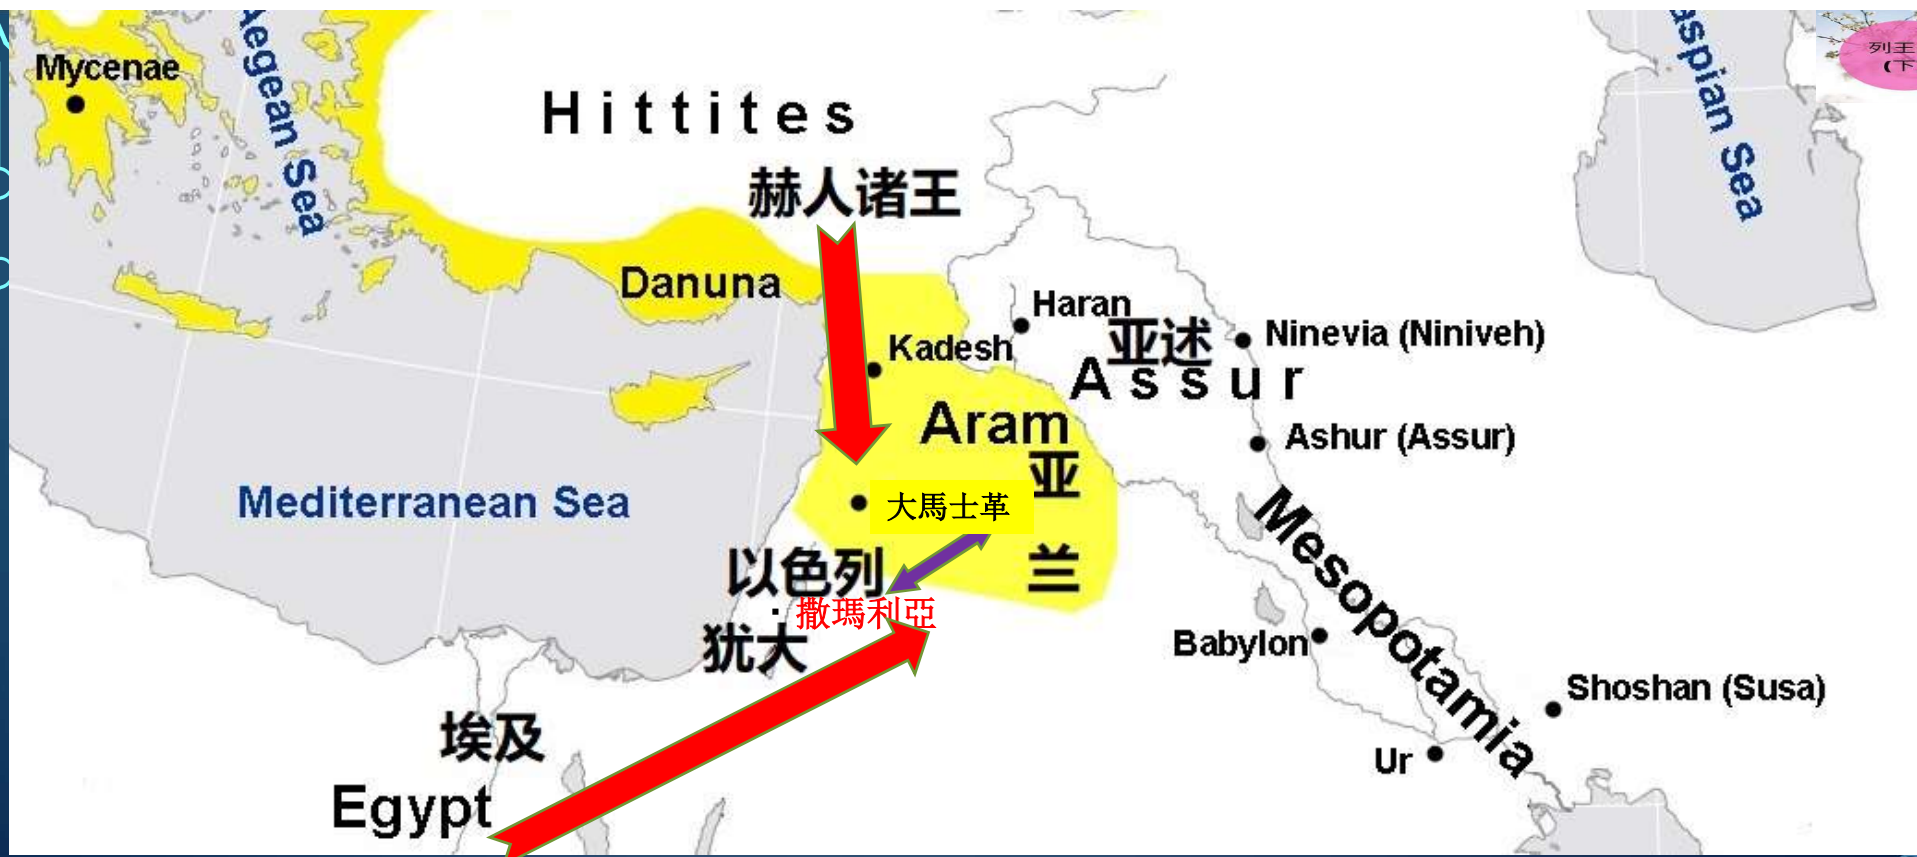 Mycenae
Aegean Sea
Hittites
赫人诸王
aspian Sea
列王
(下
Danuna
Haran
亚述
Assur
Ninevia (Niniveh)
Kadesh
Aram
亚
兰
Ashur (Assur)
Mediterranean Sea
大馬士革
以色列
撒瑪利亞
犹大
Mesopotamia
Babylon
Shoshan (Susa)
Ur
埃及
Egypt